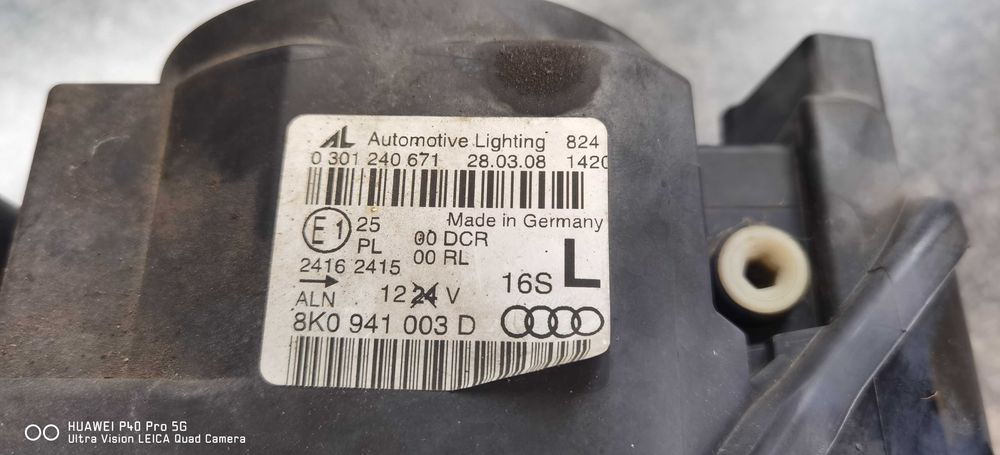 AL Automotive Lighting 824
0 301 240 671 28.03.08 1420
E1 25 Made in Germany
PL 00 DCR
00 RL
2416 2415
→ 16S L
ALN 12 24 V
8K0 941 003 D
HUAWEI P40 Pro 5G
Ultra Vision LEICA Quad Camera